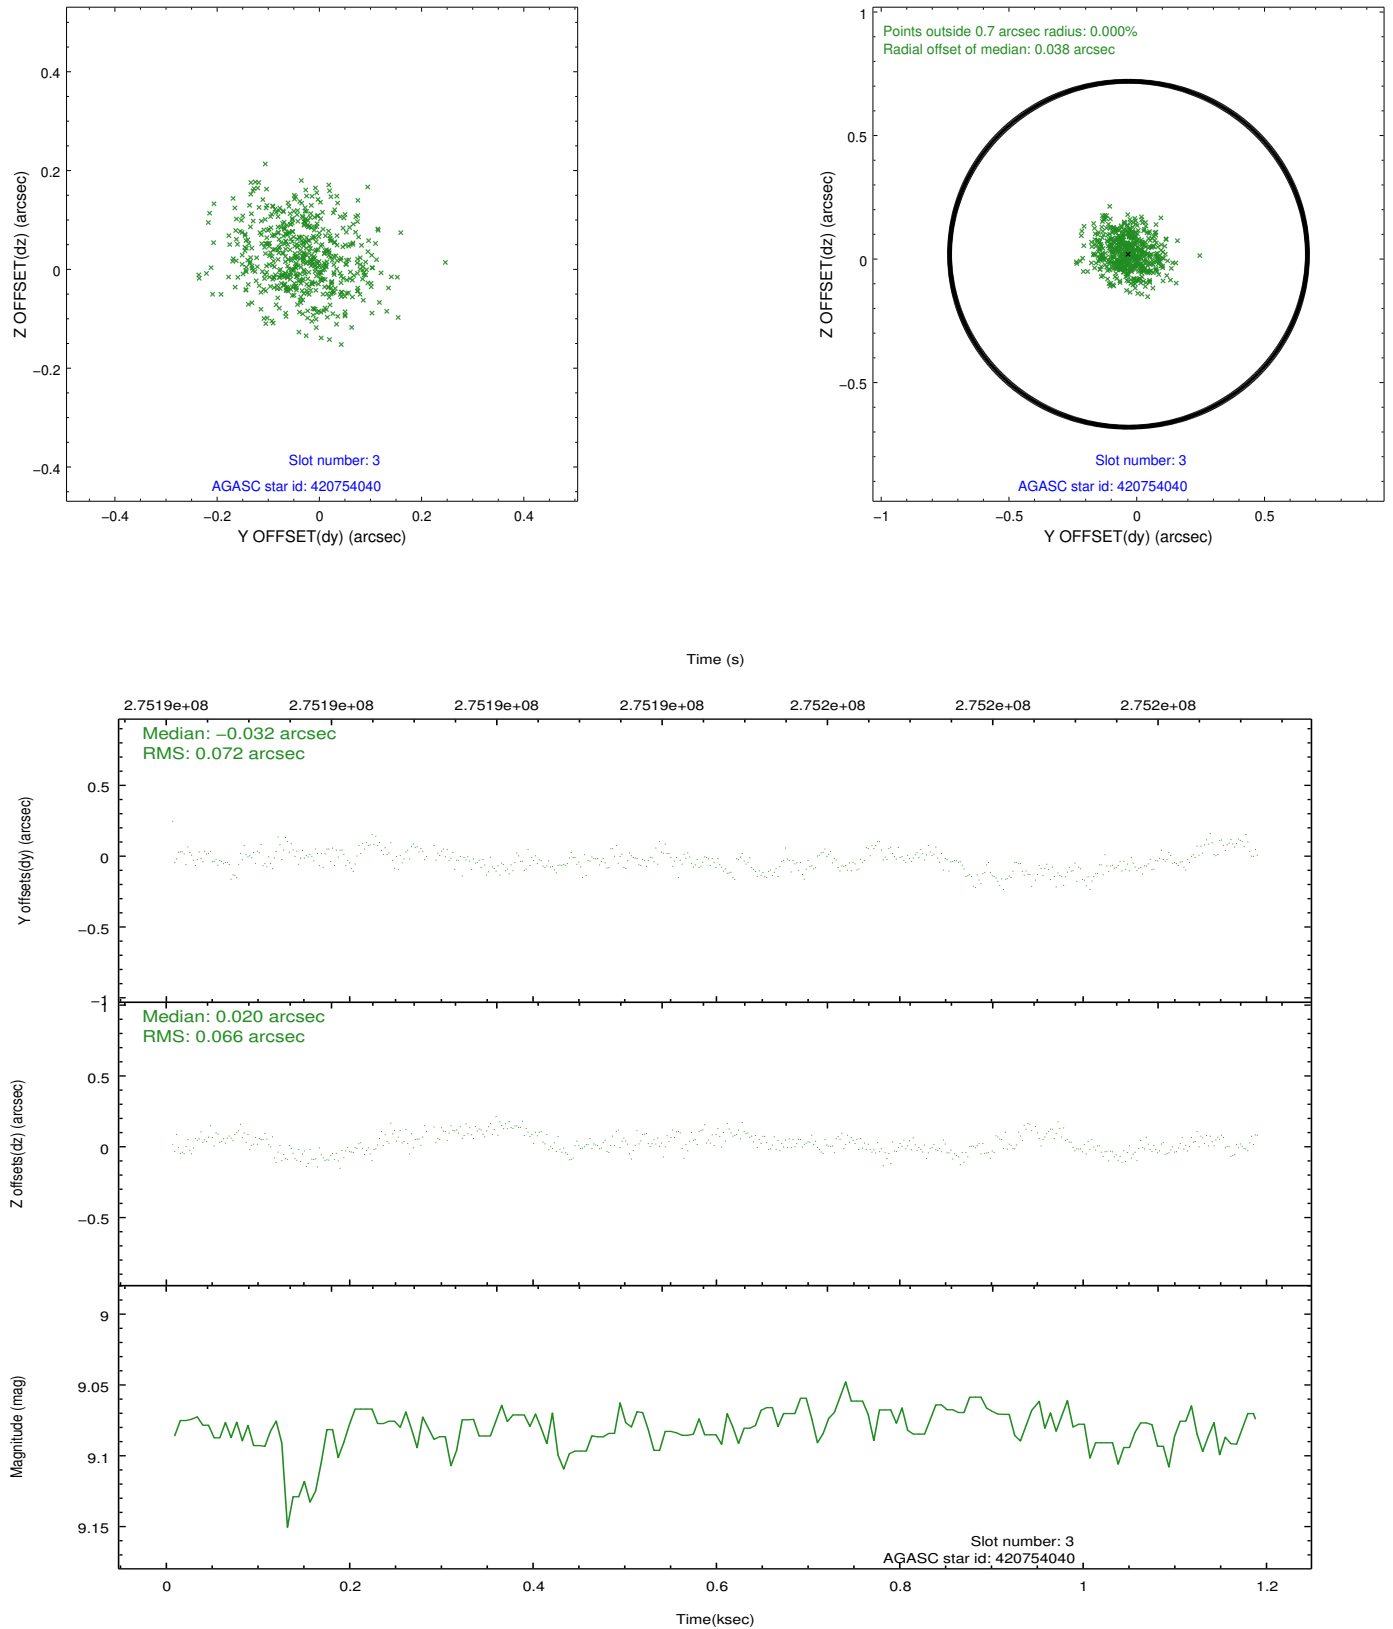 0.4
0.2
0
−0.2
−0.4
Z OFFSET(dz) (arcsec)
Slot number: 3
AGASC star id: 420754040
−0.4 −0.2 0 0.2 0.4
Y OFFSET(dy) (arcsec)
1
0.5
0
−0.5
Z OFFSET(dz) (arcsec)
Points outside 0.7 arcsec radius: 0.000%
Radial offset of median: 0.038 arcsec
Slot number: 3
AGASC star id: 420754040
−1 −0.5 0 0.5
Y OFFSET(dy) (arcsec)
Time (s)
2.7519e+08 2.7519e+08 2.7519e+08 2.7519e+08 2.752e+08 2.752e+08 2.752e+08
Median: −0.032 arcsec
RMS: 0.072 arcsec
0.5
0
−0.5
−1
Y offsets(dy) (arcsec)
Median: 0.020 arcsec
RMS: 0.066 arcsec
1
0.5
0
−0.5
Z offsets(dz) (arcsec)
9
9.05
9.1
9.15
Magnitude (mag)
Slot number: 3
AGASC star id: 420754040
0 0.2 0.4 0.6 0.8 1 1.2
Time(ksec)